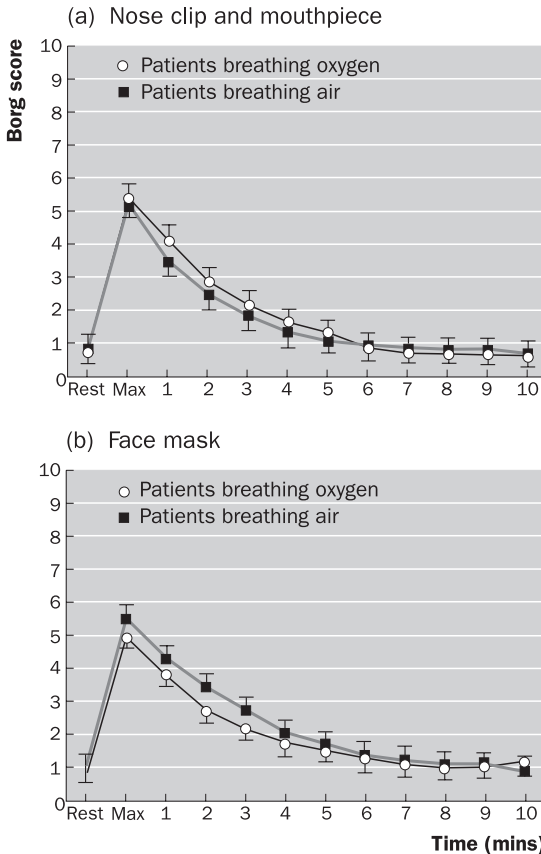 (a) Nose clip and mouthpiece
Borg score
10
9
8
7
6
5
4
3
2
1
0
Patients breathing oxygen
Patients breathing air
Rest Max 1 2 3 4 5 6 7 8 9 10
(b) Face mask
10
9
8
7
6
5
4
3
2
1
0
Patients breathing oxygen
Patients breathing air
Rest Max 1 2 3 4 5 6 7 8 9 10
Time (mins)